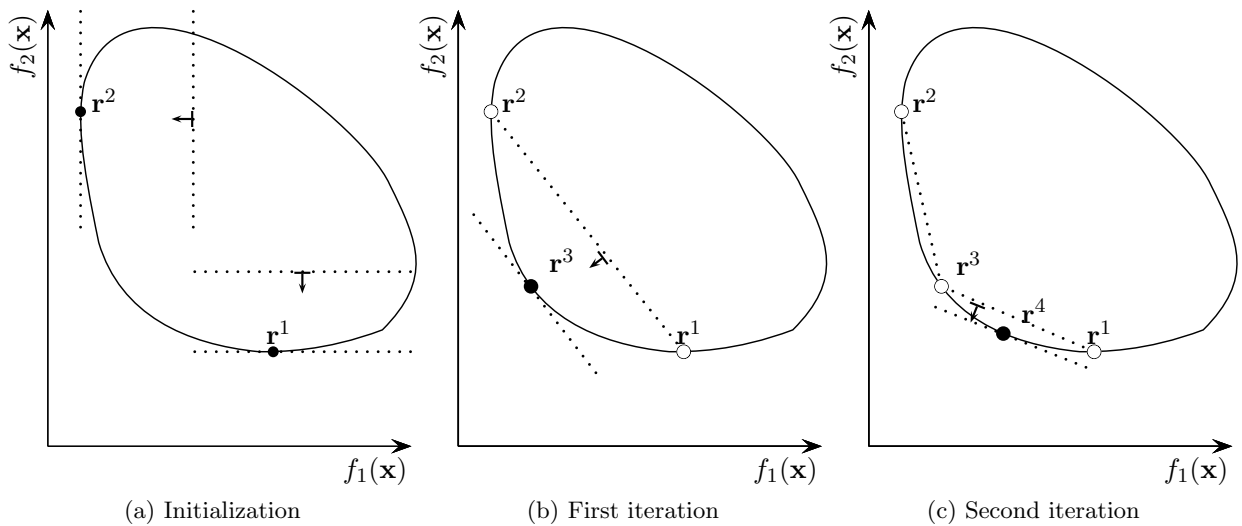 f₂(𝐱)
𝐫²
𝐫¹
f₁(𝐱)
(a) Initialization
f₂(𝐱)
𝐫²
𝐫³
𝐫¹
f₁(𝐱)
(b) First iteration
f₂(𝐱)
𝐫²
𝐫³
𝐫⁴
𝐫¹
f₁(𝐱)
(c) Second iteration